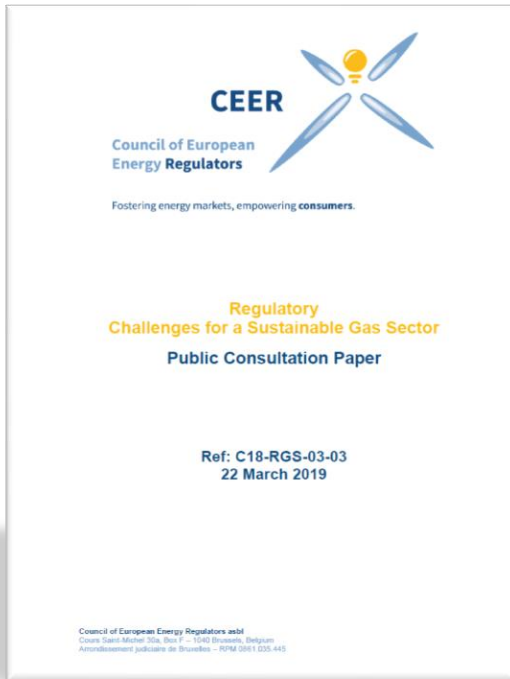 CEER
Council of European
Energy Regulators
Fostering energy markets, empowering consumers.
Regulatory
Challenges for a Sustainable Gas Sector
Public Consultation Paper
Ref: C18-RGS-03-03
22 March 2019
Council of European Energy Regulators asbl
Cours Saint-Michel 30a, Box F – 1040 Brussels, Belgium
Arrondissement judiciaire de Bruxelles – RPM 0861.035.445